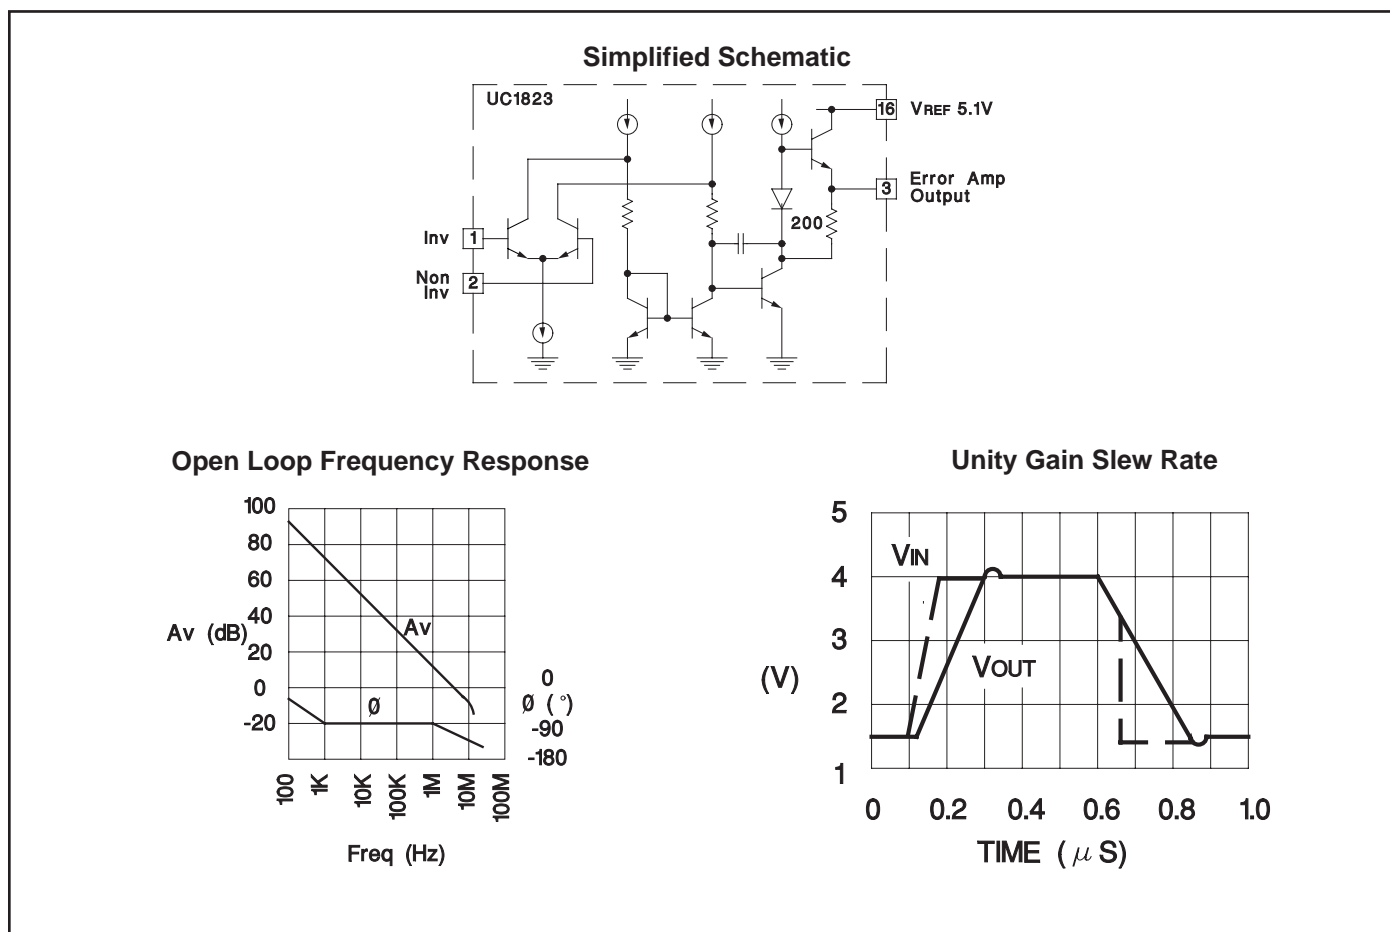 Simplified Schematic
UC1823
16 VREF 5.1V
3 Error Amp
Output
200
Inv 1
Non
Inv 2
Open Loop Frequency Response
100
80
60
40
20
0
-20
Av (dB)
Av
Ø
0
Ø (°)
-90
-180
100 1K 10K 100K 1M 10M 100M
Freq (Hz)
Unity Gain Slew Rate
5
4
3
2
1
(V)
VIN
VOUT
0 0.2 0.4 0.6 0.8 1.0
TIME (μS)